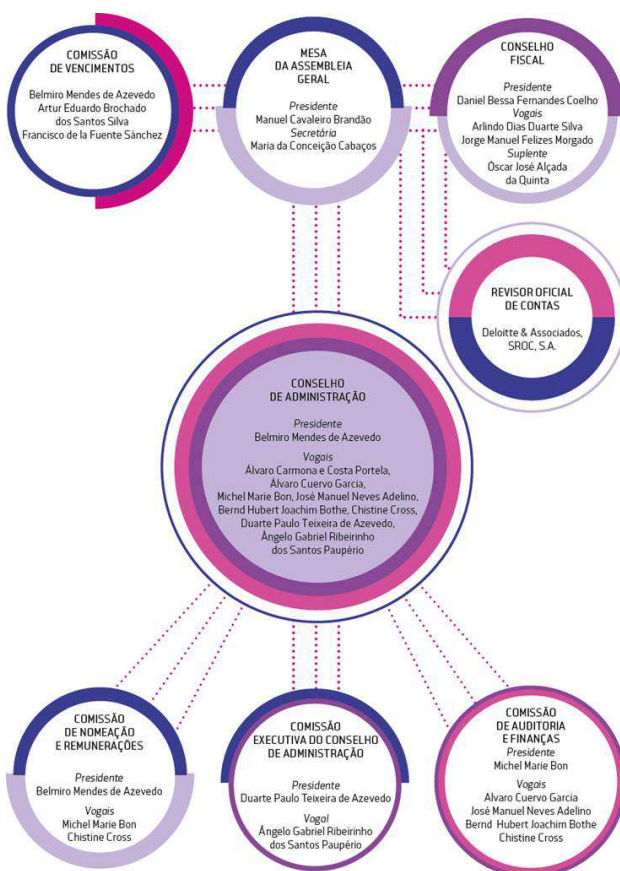 COMISSÃO
DE VENCIMENTOS
Belmiro Mendes de Azevedo
Artur Eduardo Brochado
dos Santos Silva
Francisco de la Fuente Sánchez
MESA
DA ASSEMBLEIA
GERAL
Presidente
Manuel Cavaleiro Brandão
Secretária
Maria da Conceição Cabaços
CONSELHO
FISCAL
Presidente
Daniel Bessa Fernandes Coelho
Vogais
Arlindo Dias Duarte Silva
Jorge Manuel Felizes Morgado
Suplente
Óscar José Alçada
da Quinta
REVISOR OFICIAL
DE CONTAS
Deloitte & Associados,
SROC, S.A.
CONSELHO
DE ADMINISTRAÇÃO
Presidente
Belmiro Mendes de Azevedo
Vogais
Álvaro Carmona e Costa Portela,
Álvaro Cuervo Garcia,
Michel Marie Bon, José Manuel Neves Adelino,
Bernd Hubert Joachim Bothe, Chistine Cross,
Duarte Paulo Teixeira de Azevedo,
Ângelo Gabriel Ribeirinho
dos Santos Paupério
COMISSÃO
DE NOMEAÇÃO
E REMUNERAÇÕES
Presidente
Belmiro Mendes de Azevedo
Vogais
Michel Marie Bon
Chistine Cross
COMISSÃO
EXECUTIVA DO CONSELHO
DE ADMINISTRAÇÃO
Presidente
Duarte Paulo Teixeira de Azevedo
Vogal
Ângelo Gabriel Ribeirinho
dos Santos Paupério
COMISSÃO
DE AUDITORIA
E FINANÇAS
Presidente
Michel Marie Bon
Vogais
Alvaro Cuervo Garcia
José Manuel Neves Adelino
Bernd Hubert Joachim Bothe
Chistine Cross